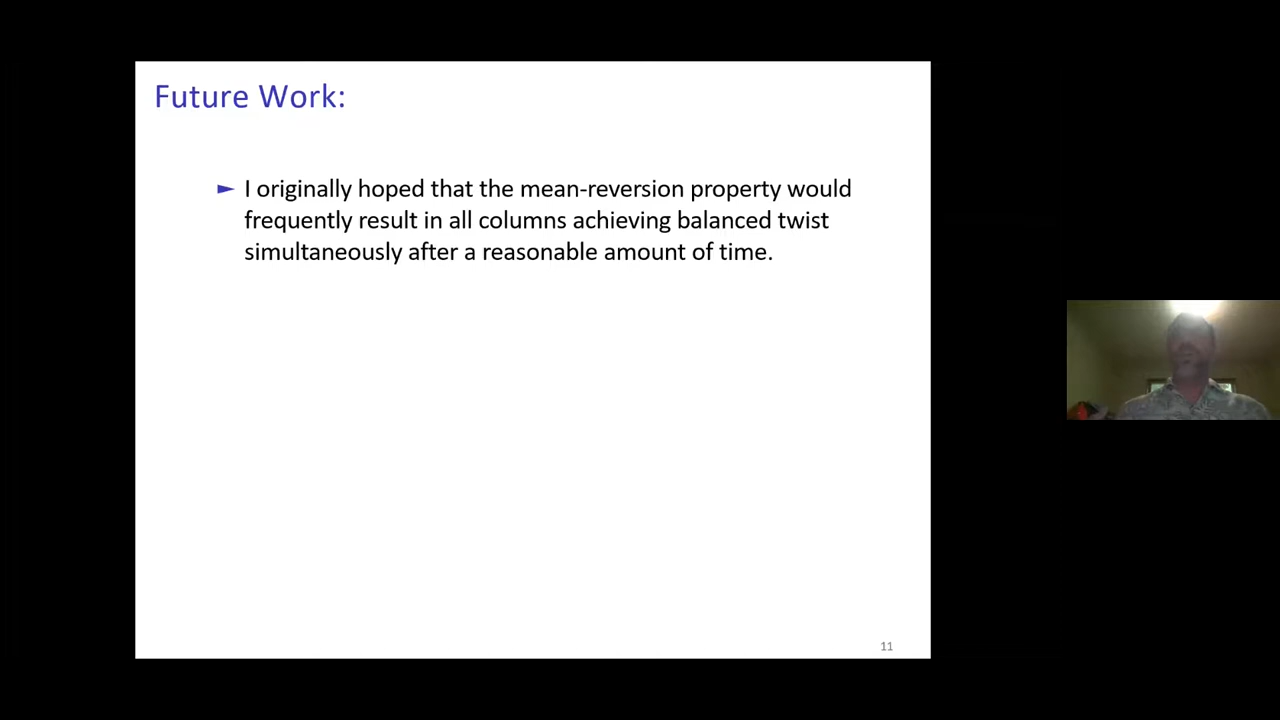 Future Work:
► I originally hoped that the mean-reversion property would
frequently result in all columns achieving balanced twist
simultaneously after a reasonable amount of time.
11